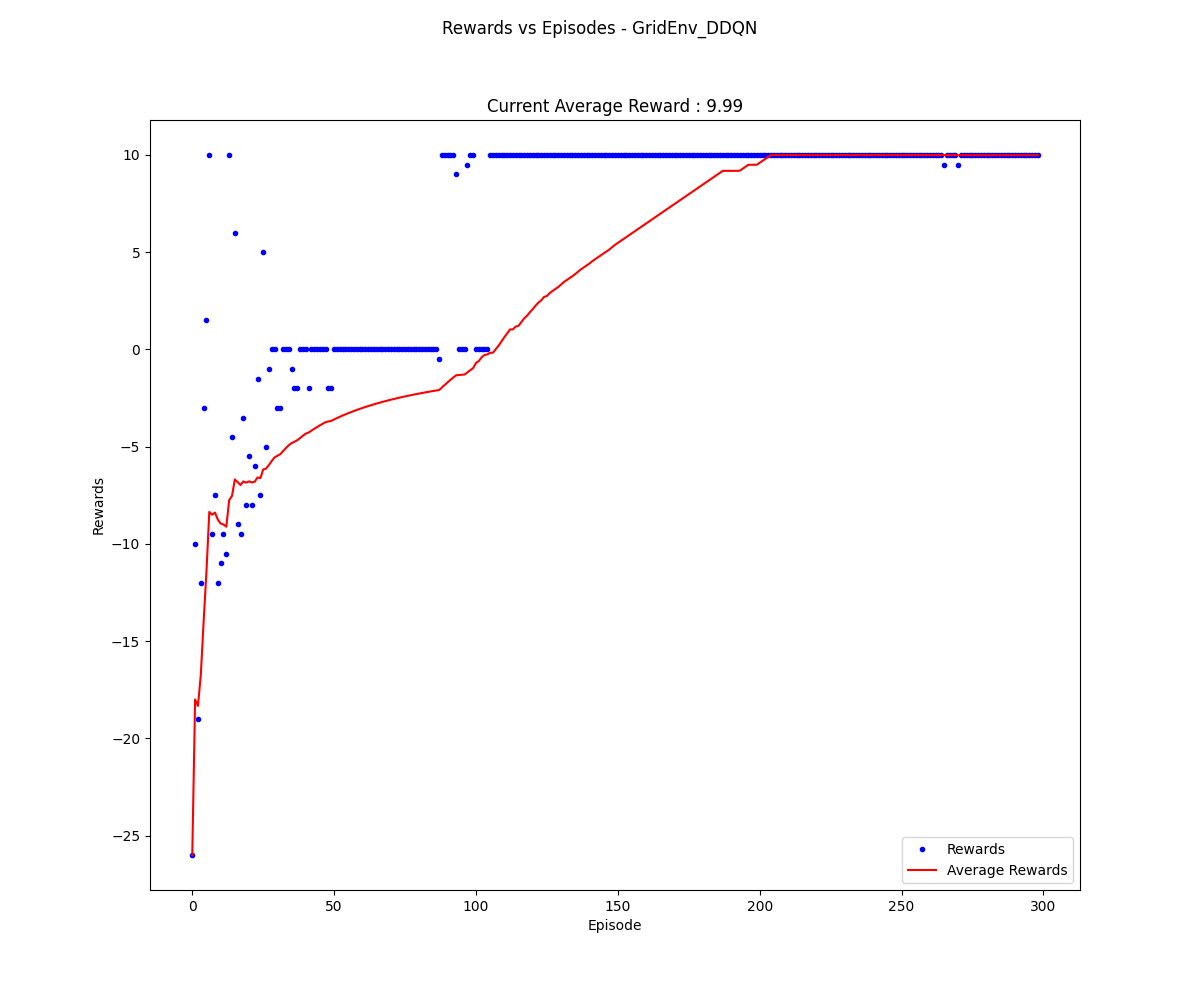 Rewards vs Episodes - GridEnv_DDQN
Current Average Reward : 9.99
10
5
0
−5
−10
−15
−20
−25
Rewards
0 50 100 150 200 250 300
Episode
Rewards
Average Rewards